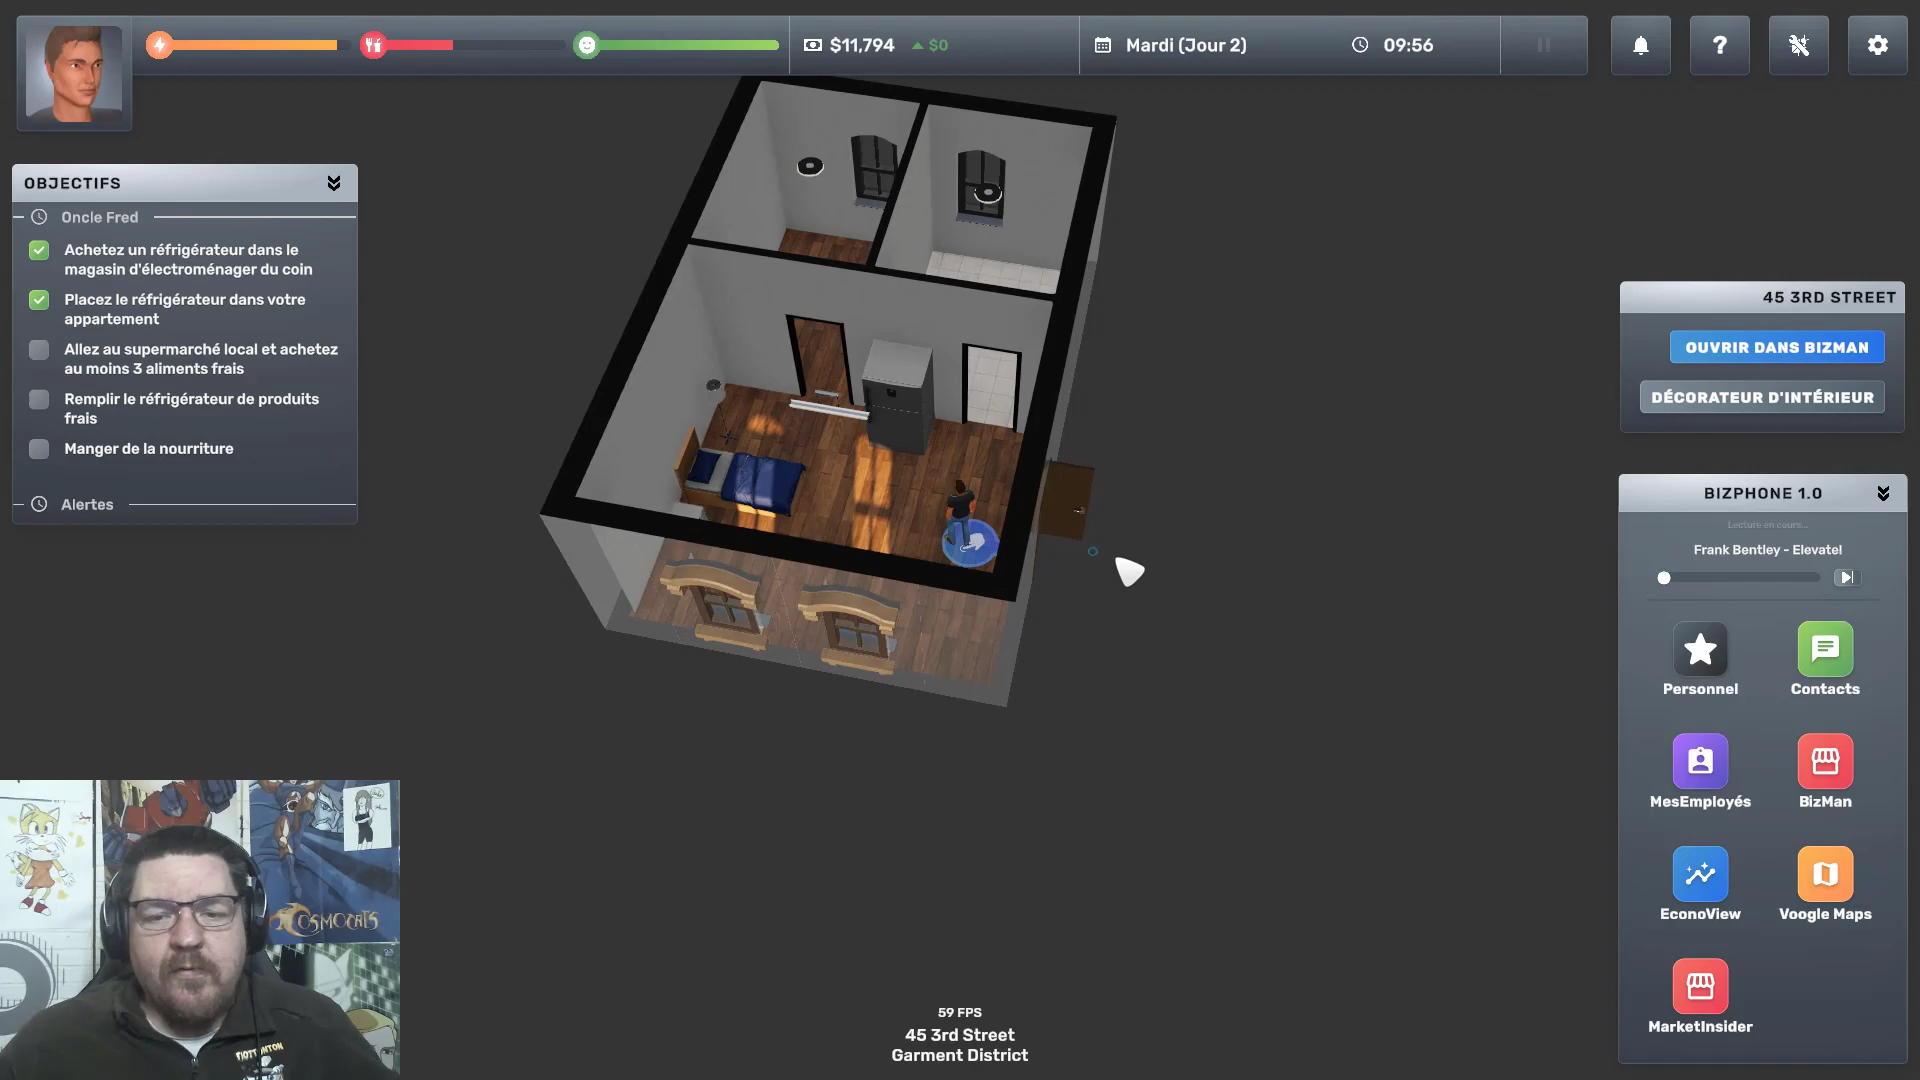 $11,794
$0
Mardi (Jour 2)
09:56
?
OBJECTIFS
Oncle Fred
Achetez un réfrigérateur dans le
magasin d'électroménager du coin
Placez le réfrigérateur dans votre
appartement
Allez au supermarché local et achetez
au moins 3 aliments frais
Remplir le réfrigérateur de produits
frais
Manger de la nourriture
Alertes
45 3RD STREET
OUVRIR DANS BIZMAN
DÉCORATEUR D'INTÉRIEUR
BIZPHONE 1.0
Lecture en cours...
Frank Bentley - Elevatel
Personnel
Contacts
MesEmployés
BizMan
EconoView
Voogle Maps
MarketInsider
COSMOCATS
59 FPS
45 3rd Street
Garment District